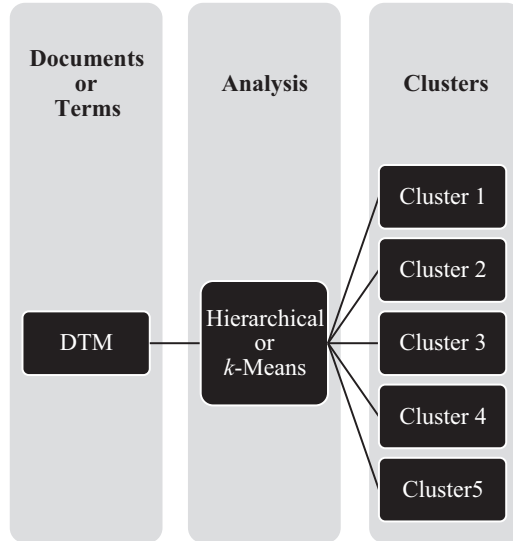 Documents
or
Terms
Analysis
Clusters
DTM
Hierarchical
or
k-Means
Cluster 1
Cluster 2
Cluster 3
Cluster 4
Cluster5